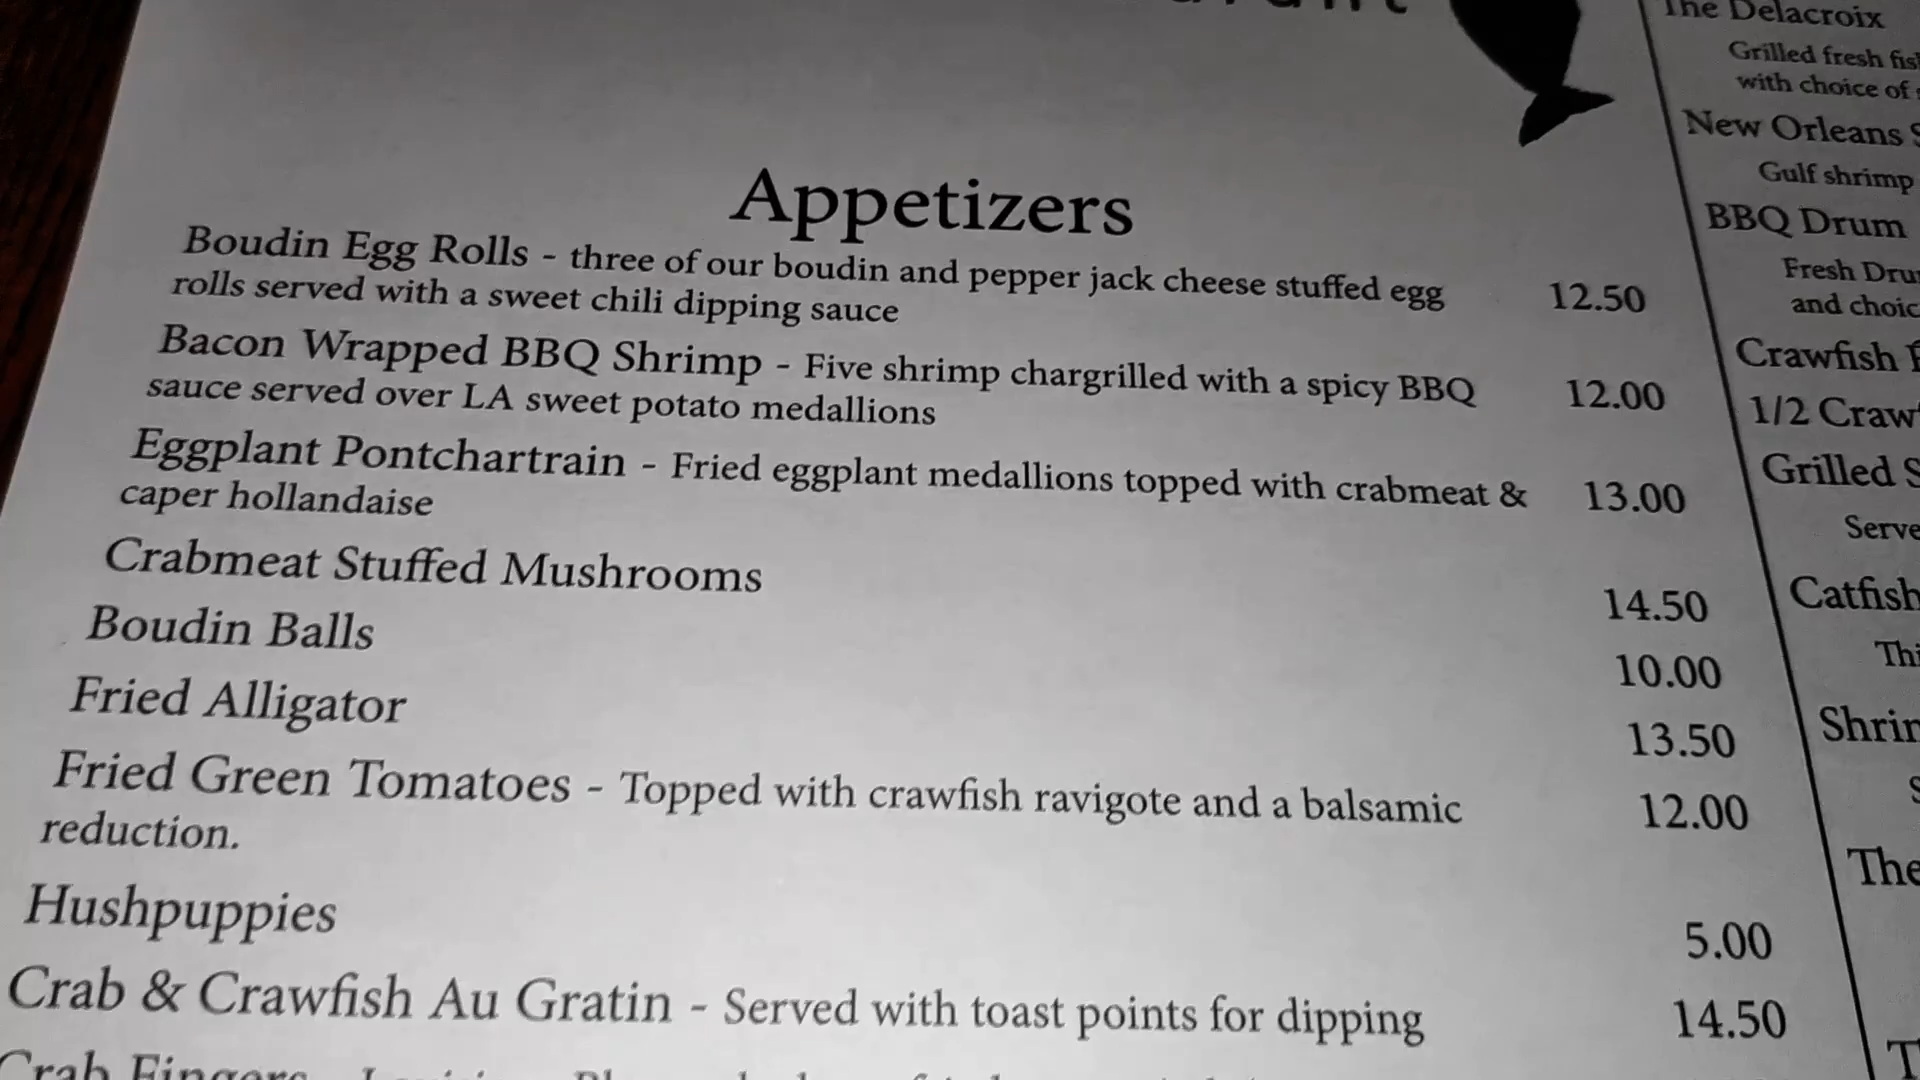 Appetizers
Boudin Egg Rolls - three of our boudin and pepper jack cheese stuffed egg 12.50
rolls served with a sweet chili dipping sauce
Bacon Wrapped BBQ Shrimp - Five shrimp chargrilled with a spicy BBQ 12.00
sauce served over LA sweet potato medallions
Eggplant Pontchartrain - Fried eggplant medallions topped with crabmeat & 13.00
caper hollandaise
Crabmeat Stuffed Mushrooms 14.50
Boudin Balls 10.00
Fried Alligator 13.50
Fried Green Tomatoes - Topped with crawfish ravigote and a balsamic 12.00
reduction.
Hushpuppies 5.00
Crab & Crawfish Au Gratin - Served with toast points for dipping 14.50
Crab Fingers
The Delacroix
Grilled fresh
with choice of
New Orleans
Gulf shrimp
BBQ Drum
Fresh
and
Crawfish
1/2
Grilled
Catfish
The